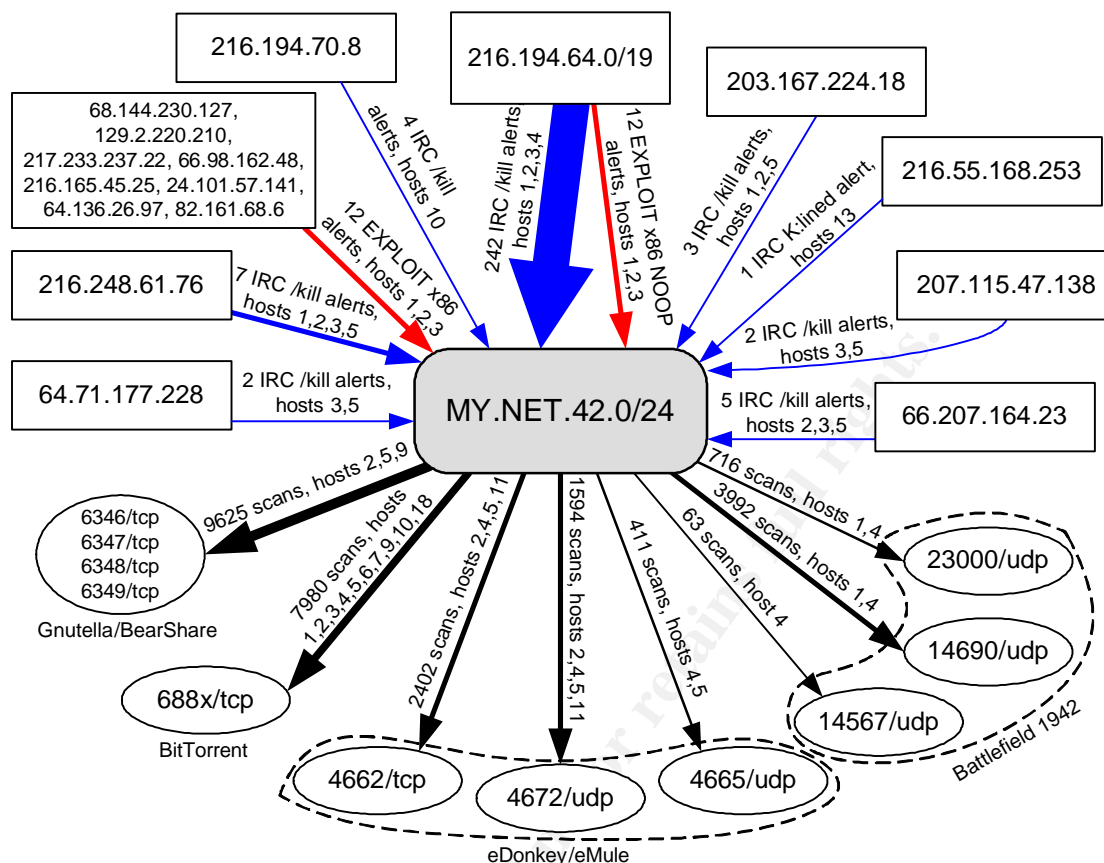 216.194.70.8
216.194.64.0/19
203.167.224.18
68.144.230.127,
129.2.220.210,
217.233.237.22, 66.98.162.48,
216.165.45.25, 24.101.57.141,
64.136.26.97, 82.161.68.6
216.55.168.253
216.248.61.76
207.115.47.138
64.71.177.228
66.207.164.23
4 IRC /kill
alerts, hosts 10
242 IRC /kill alerts,
hosts 1,2,3,4
12 EXPLOIT x86 NOOP
alerts, hosts 1,2,3
3 IRC /kill alerts,
hosts 1,2,5
1 IRC K:lined alert,
hosts 13
12 EXPLOIT x86
alerts, hosts 1,2,3
7 IRC /kill alerts,
hosts 1,2,3,5
2 IRC /kill alerts,
hosts 3,5
2 IRC /kill alerts,
hosts 3,5
5 IRC /kill alerts,
hosts 2,3,5
MY.NET.42.0/24
9625 scans, hosts 2,5,9
7980 scans, hosts
1,2,3,4,5,6,7,9,10,18
2402 scans, hosts 2,4,5,11
1594 scans, hosts 2,4,5,11
411 scans, hosts 4,5
63 scans, host 4
3992 scans, hosts 1,4
716 scans, hosts 1,4
6346/tcp
6347/tcp
6348/tcp
6349/tcp
Gnutella/BearShare
688x/tcp
BitTorrent
4662/tcp
4672/udp
4665/udp
eDonkey/eMule
14567/udp
14690/udp
23000/udp
Battlefield 1942
retains full rights.